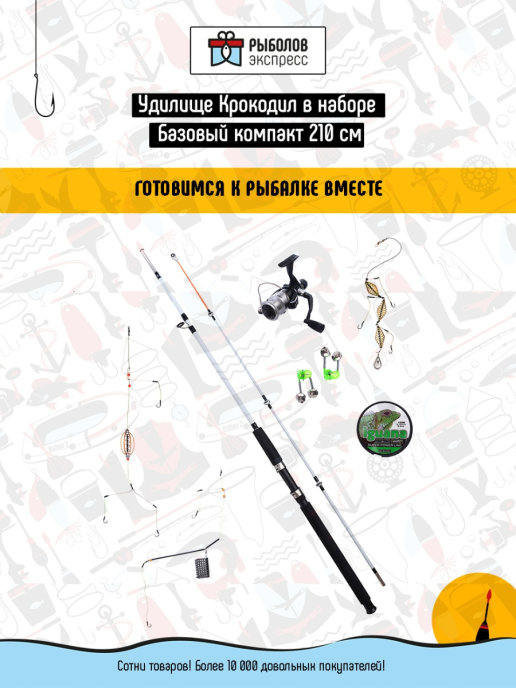 РЫБОЛОВ
экспресс
Удилище Крокодил в наборе
Базовый компакт 210 см
ГОТОВИМСЯ К РЫБАЛКЕ ВМЕСТЕ
iguana
Сотни товаров! Более 10 000 довольных покупателей!